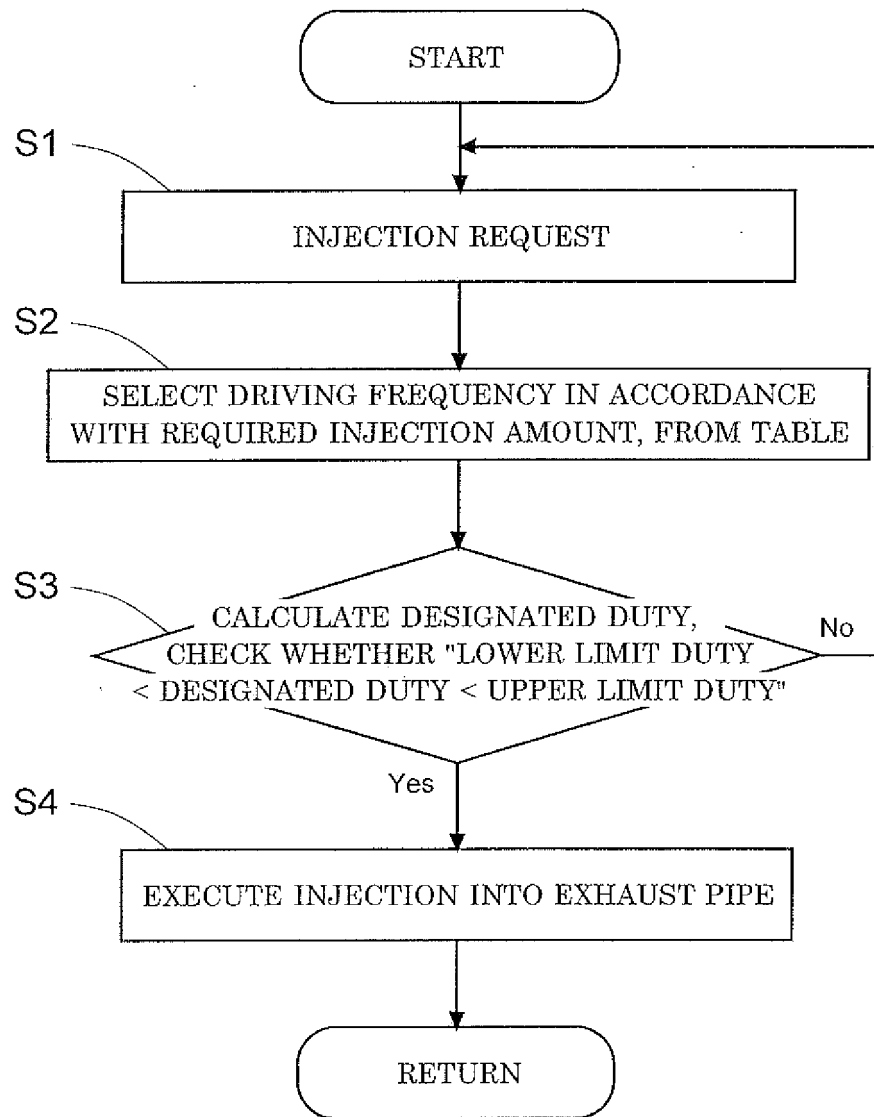 START
S1
INJECTION REQUEST
S2
SELECT DRIVING FREQUENCY IN ACCORDANCE
WITH REQUIRED INJECTION AMOUNT, FROM TABLE
S3
CALCULATE DESIGNATED DUTY,
CHECK WHETHER "LOWER LIMIT DUTY
< DESIGNATED DUTY < UPPER LIMIT DUTY"
No
Yes
S4
EXECUTE INJECTION INTO EXHAUST PIPE
RETURN